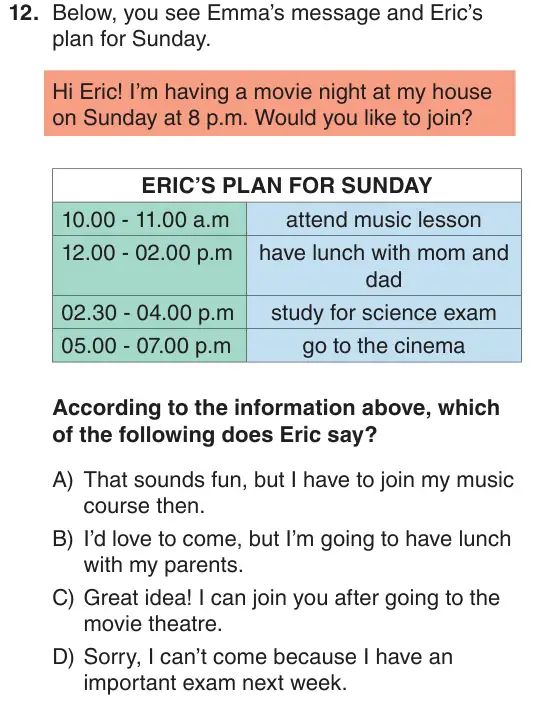 12. Below, you see Emma's message and Eric's
plan for Sunday.
Hi Eric! I'm having a movie night at my house
on Sunday at 8 p.m. Would you like to join?
ERIC'S PLAN FOR SUNDAY
10.00 - 11.00 a.m attend music lesson
12.00 - 02.00 p.m have lunch with mom and
dad
02.30 - 04.00 p.m study for science exam
05.00 - 07.00 p.m go to the cinema
According to the information above, which
of the following does Eric say?
A) That sounds fun, but I have to join my music
course then.
B) I'd love to come, but I'm going to have lunch
with my parents.
C) Great idea! I can join you after going to the
movie theatre.
D) Sorry, I can't come because I have an
important exam next week.